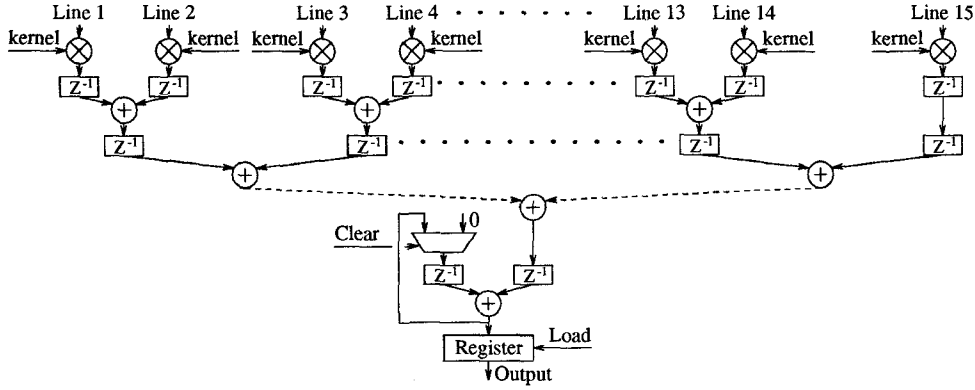 Line 1 Line 2 Line 3 Line 4 Line 13 Line 14 Line 15
kernel kernel kernel kernel kernel kernel kernel
Z⁻¹ Z⁻¹ Z⁻¹ Z⁻¹ Z⁻¹ Z⁻¹ Z⁻¹
+ + +
Z⁻¹ Z⁻¹ Z⁻¹ Z⁻¹
+ +
+
0
Clear
Z⁻¹ Z⁻¹
+
Load
Register
Output